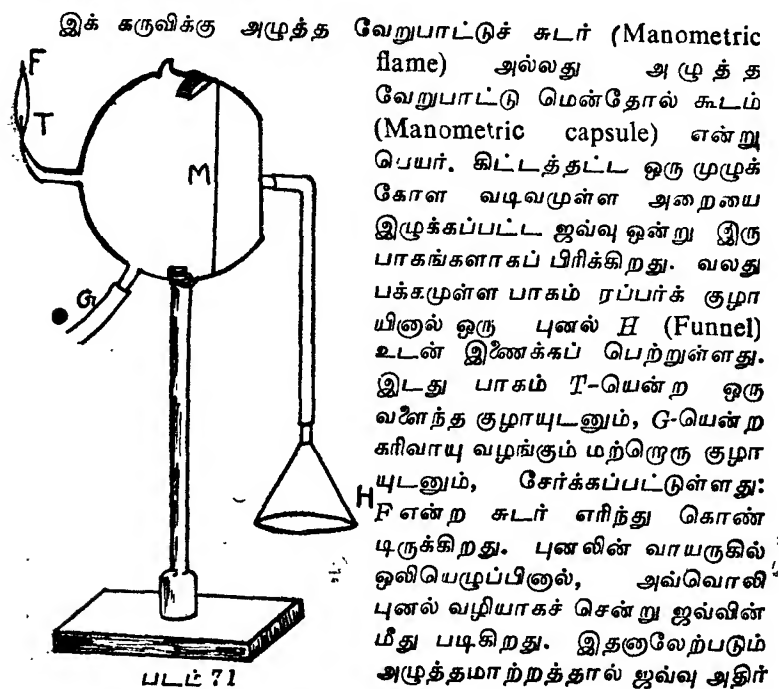 இக் கருவிக்கு அழுத்த வேறுபாட்டுச் சுடர் (Manometric
flame) அல்லது அழுத்த
வேறுபாட்டு மென்தோல் கூடம்
(Manometric capsule) என்று
பெயர். கிட்டத்தட்ட ஒரு முழுக்
கோள வடிவமுள்ள அறையை
இழுக்கப்பட்ட ஜவ்வு ஒன்று இரு
பாகங்களாகப் பிரிக்கிறது. வலது
பக்கமுள்ள பாகம் ரப்பர்க் குழா
யினால் ஒரு புனல் H (Funnel)
உடன் இணைக்கப் பெற்றுள்ளது.
இடது பாகம் T-யென்ற ஒரு
வளைந்த குழாயுடனும், G-யென்ற
கரிவாயு வழங்கும் மற்றொரு குழா
யுடனும், சேர்க்கப்பட்டுள்ளது:
F என்ற சுடர் எரிந்து கொண்
டிருக்கிறது. புனலின் வாயருகில்
ஒலியெழுப்பினால், அவ்வொலி
புனல் வழியாகச் சென்று ஜவ்வின்
மீது படிகிறது. இதனாலேற்படும்
அழுத்தமாற்றத்தால் ஜவ்வு அதிர்
F
T
M
G
H
படம் 71